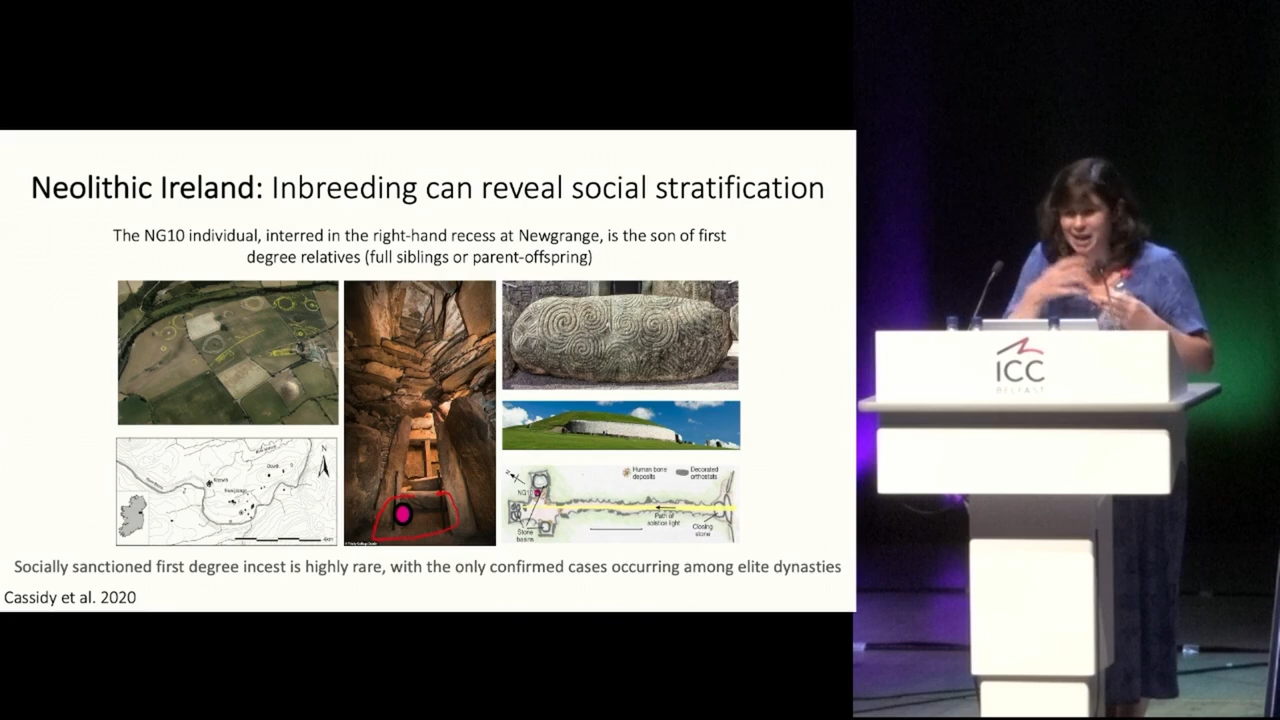 Neolithic Ireland: Inbreeding can reveal social stratification
The NG10 individual, interred in the right-hand recess at Newgrange, is the son of first
degree relatives (full siblings or parent-offspring)
N
Human bone
deposits
Decorated
orthostats
Path of
solstice light
Closing
stone
Stone
basins
Socially sanctioned first degree incest is highly rare, with the only confirmed cases occurring among elite dynasties
Cassidy et al. 2020
ICC
BELFAST